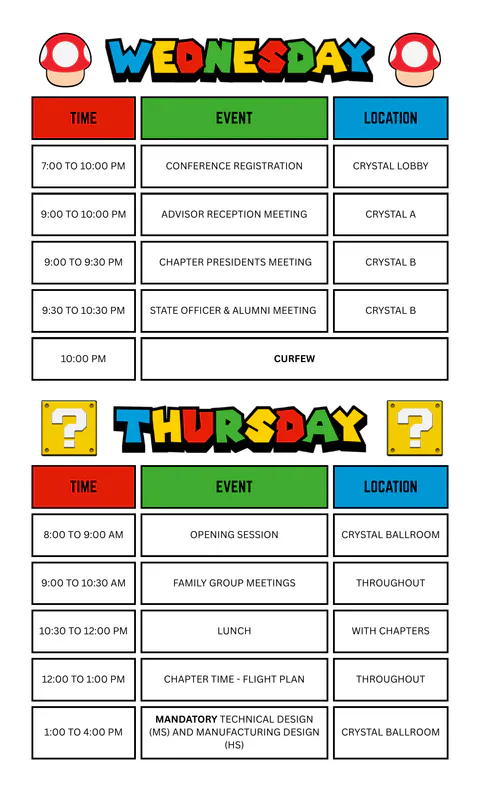 WEDNESDAY
TIME EVENT LOCATION
7:00 TO 10:00 PM CONFERENCE REGISTRATION CRYSTAL LOBBY
9:00 TO 10:00 PM ADVISOR RECEPTION MEETING CRYSTAL A
9:00 TO 9:30 PM CHAPTER PRESIDENTS MEETING CRYSTAL B
9:30 TO 10:30 PM STATE OFFICER & ALUMNI MEETING CRYSTAL B
10:00 PM CURFEW
? THURSDAY ?
TIME EVENT LOCATION
8:00 TO 9:00 AM OPENING SESSION CRYSTAL BALLROOM
9:00 TO 10:30 AM FAMILY GROUP MEETINGS THROUGHOUT
10:30 TO 12:00 PM LUNCH WITH CHAPTERS
12:00 TO 1:00 PM CHAPTER TIME - FLIGHT PLAN THROUGHOUT
1:00 TO 4:00 PM MANDATORY TECHNICAL DESIGN
(MS) AND MANUFACTURING DESIGN
(HS) CRYSTAL BALLROOM